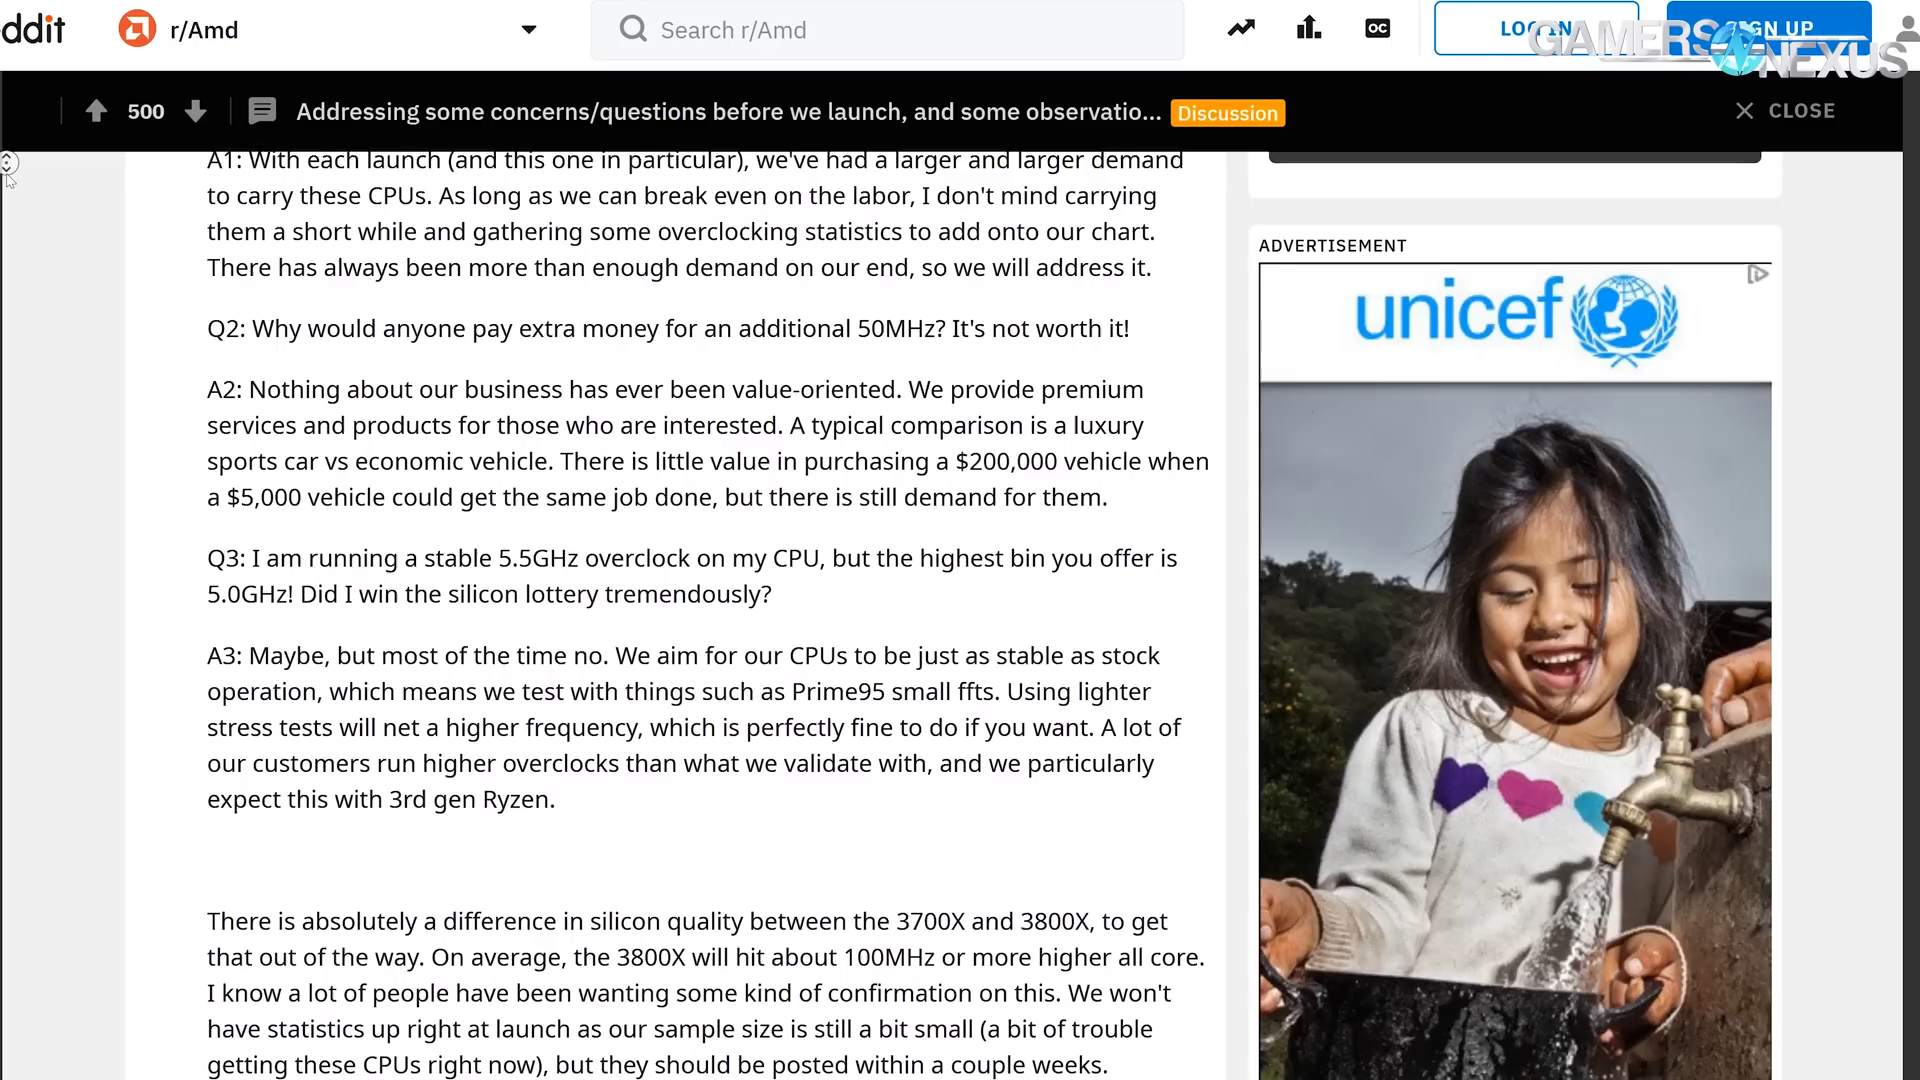 ddit
r/Amd
Search r/Amd
CC
LOG IN
SIGN UP
GAMERS
NEXUS
500
Addressing some concerns/questions before we launch, and some observatio...
Discussion
CLOSE
A1: With each launch (and this one in particular), we've had a larger and larger demand
to carry these CPUs. As long as we can break even on the labor, I don't mind carrying
them a short while and gathering some overclocking statistics to add onto our chart.
There has always been more than enough demand on our end, so we will address it.
Q2: Why would anyone pay extra money for an additional 50MHz? It's not worth it!
A2: Nothing about our business has ever been value-oriented. We provide premium
services and products for those who are interested. A typical comparison is a luxury
sports car vs economic vehicle. There is little value in purchasing a $200,000 vehicle when
a $5,000 vehicle could get the same job done, but there is still demand for them.
Q3: I am running a stable 5.5GHz overclock on my CPU, but the highest bin you offer is
5.0GHz! Did I win the silicon lottery tremendously?
A3: Maybe, but most of the time no. We aim for our CPUs to be just as stable as stock
operation, which means we test with things such as Prime95 small ffts. Using lighter
stress tests will net a higher frequency, which is perfectly fine to do if you want. A lot of
our customers run higher overclocks than what we validate with, and we particularly
expect this with 3rd gen Ryzen.
There is absolutely a difference in silicon quality between the 3700X and 3800X, to get
that out of the way. On average, the 3800X will hit about 100MHz or more higher all core.
I know a lot of people have been wanting some kind of confirmation on this. We won't
have statistics up right at launch as our sample size is still a bit small (a bit of trouble
getting these CPUs right now), but they should be posted within a couple weeks.
ADVERTISEMENT
unicef